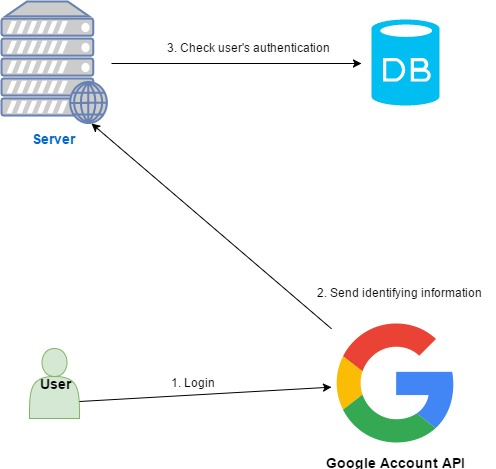 3. Check user's authentication
DB
Server
2. Send identifying information
1. Login
User
Google Account API